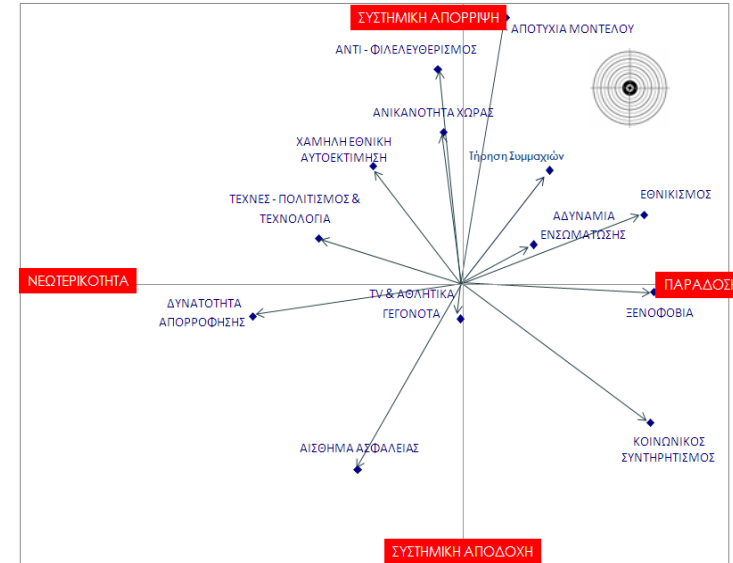 ΣΥΣΤΗΜΙΚΗ ΑΠΟΡΡΙΨΗ
ΑΠΟΤΥΧΙΑ ΜΟΝΤΕΛΟΥ
ΑΝΤΙ - ΦΙΛΕΛΕΥΘΕΡΙΣΜΟΣ
ΑΝΙΚΑΝΟΤΗΤΑ ΧΩΡΑΣ
ΧΑΜΗΛΗ ΕΘΝΙΚΗ
ΑΥΤΟΕΚΤΙΜΗΣΗ
Τήρηση Συμμαχιών
ΤΕΧΝΕΣ - ΠΟΛΙΤΙΣΜΟΣ &
ΤΕΧΝΟΛΟΓΙΑ
ΕΘΝΙΚΙΣΜΟΣ
ΑΔΥΝΑΜΙΑ
ΕΝΣΩΜΑΤΩΣΗΣ
ΝΕΩΤΕΡΙΚΟΤΗΤΑ
ΠΑΡΑΔΟΣΗ
ΔΥΝΑΤΟΤΗΤΑ
ΑΠΟΡΡΟΦΗΣΗΣ
TV & ΑΘΛΗΤΙΚΑ
ΓΕΓΟΝΟΤΑ
ΞΕΝΟΦΟΒΙΑ
ΑΙΣΘΗΜΑ ΑΣΦΑΛΕΙΑΣ
ΚΟΙΝΩΝΙΚΟΣ
ΣΥΝΤΗΡΗΤΙΣΜΟΣ
ΣΥΣΤΗΜΙΚΗ ΑΠΟΔΟΧΗ